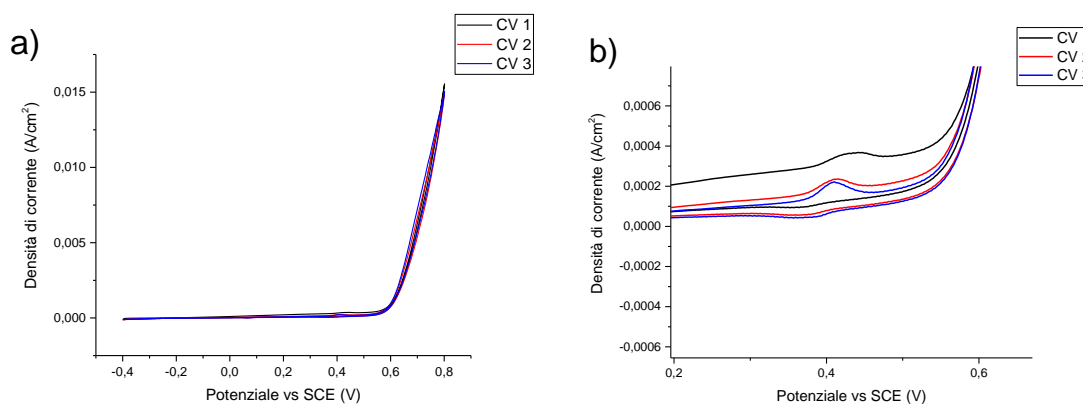 a)
CV 1
CV 2
CV 3
0,015
0,010
0,005
0,000
Densità di corrente (A/cm²)
-0,4 -0,2 0,0 0,2 0,4 0,6 0,8
Potenziale vs SCE (V)
b)
CV
CV
CV
0,0006
0,0004
0,0002
0,0000
-0,0002
-0,0004
-0,0006
Densità di corrente (A/cm²)
0,2 0,4 0,6
Potenziale vs SCE (V)